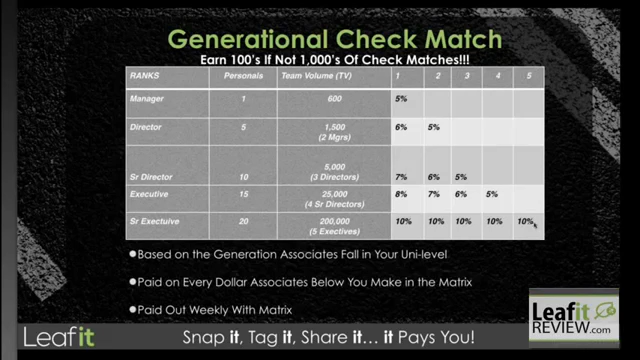 Generational Check Match
Earn 100's If Not 1,000's Of Check Matches!!!
RANKS Personals Team Volume (TV) 1 2 3 4 5
Manager 1 600 5%
Director 5 1,500 (2 Mgrs) 6% 5%
Sr Director 10 5,000 (3 Directors) 7% 6% 5%
Executive 15 25,000 (4 Sr Directors) 8% 7% 6% 5%
Sr Exectuive 20 200,000 (5 Exectives) 10% 10% 10% 10% 10%
●Based on the Generation Associates Fall in Your Uni-level
●Paid on Every Dollar Associates Below You Make in the Matrix
●Paid Out Weekly With Matrix
Leafit
REVIEW.com
Leafit Snap it, Tag it, Share it... it Pays You!